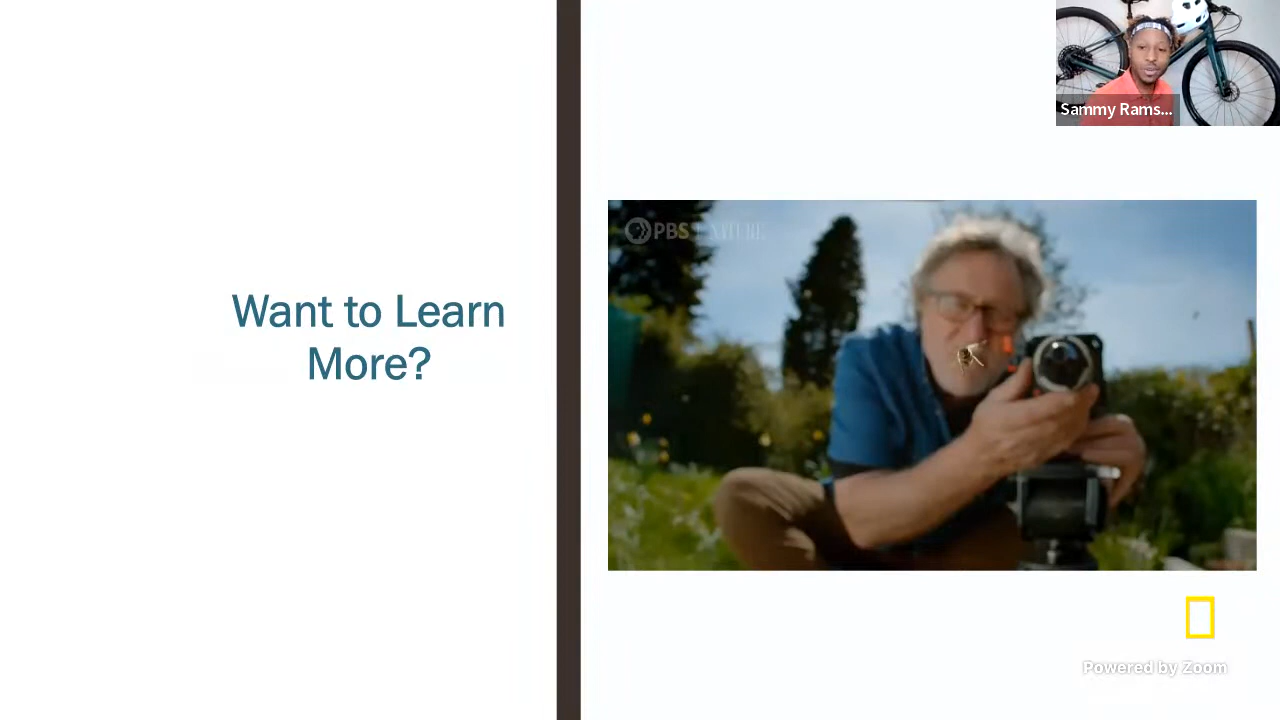 Sammy Rams...
PBS NATURE
Want to Learn
More?
Powered by Zoom